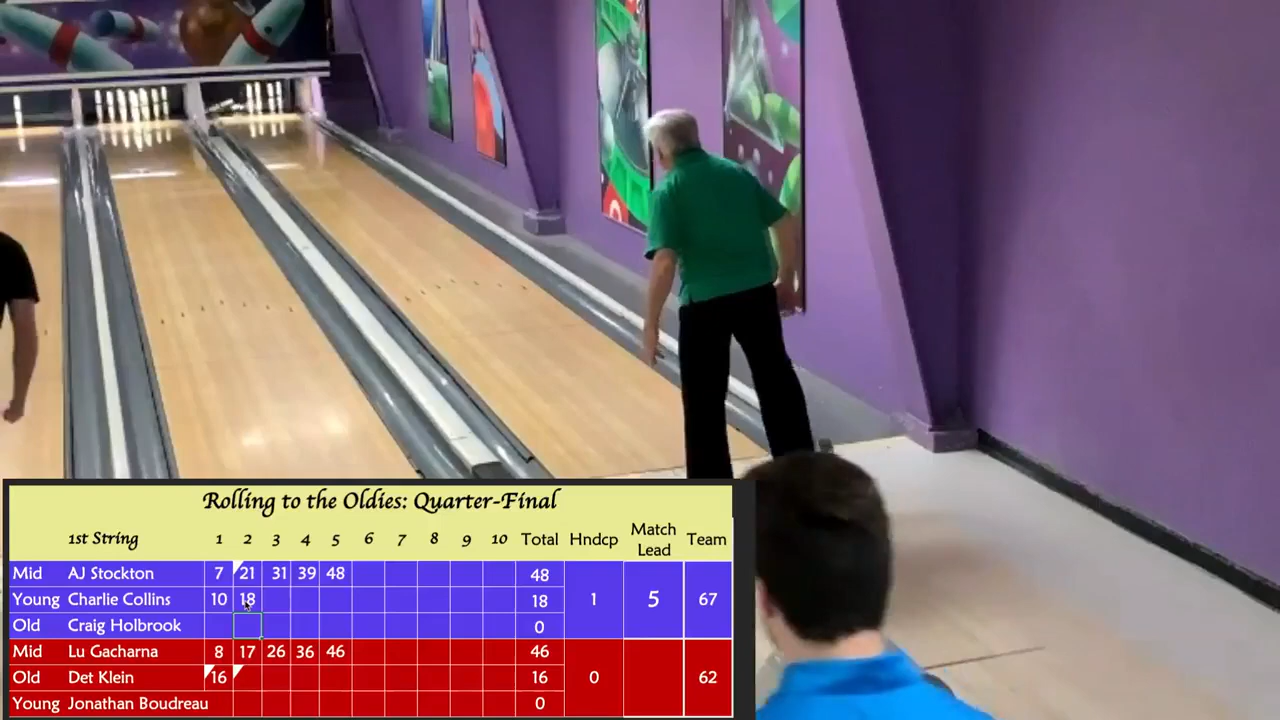 Rolling to the Oldies: Quarter-Final
1st String 1 2 3 4 5 6 7 8 9 10 Total Hndcp Match Lead Team
Mid AJ Stockton 7 21 31 39 48 48
Young Charlie Collins 10 18 18 1 5 67
Old Craig Holbrook 0
Mid Lu Gacharna 8 17 26 36 46 46
Old Det Klein 16 16 0 62
Young Jonathan Boudreau 0